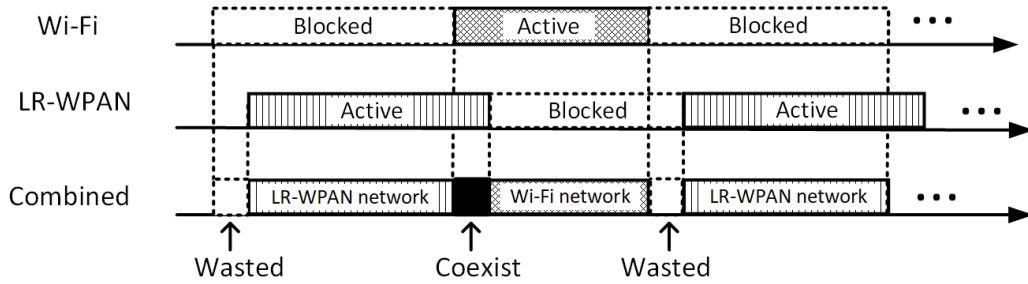 Wi-Fi
Blocked Active Blocked
LR-WPAN
Active Blocked Active
Combined
LR-WPAN network Wi-Fi network LR-WPAN network
Wasted Coexist Wasted